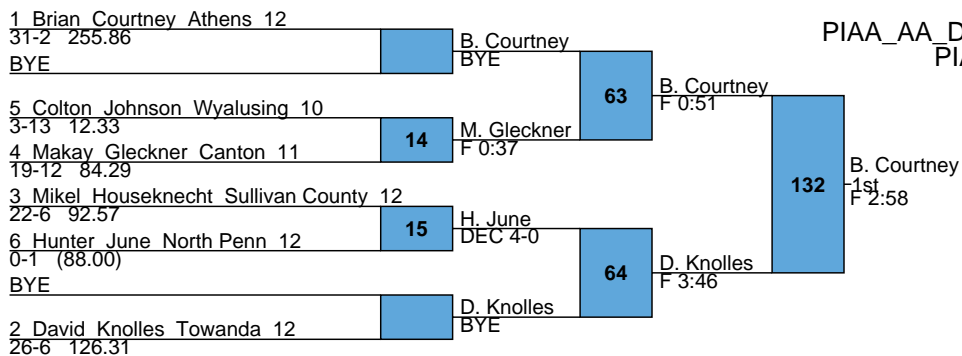 1 Brian Courtney Athens 12
31-2 255.86
BYE
5 Colton Johnson Wyalusing 10
3-13 12.33
4 Makay Gleckner Canton 11
19-12 84.29
3 Mikel Houseknecht Sullivan County 12
22-6 92.57
6 Hunter June North Penn 12
0-1 (88.00)
BYE
2 David Knolles Towanda 12
26-6 126.31
14
15
B. Courtney
BYE
M. Gleckner
F 0:37
H. June
DEC 4-0
D. Knolles
BYE
63
64
B. Courtney
F 0:51
D. Knolles
F 3:46
132
B. Courtney
1st
F 2:58
PIAA_AA_D
PIA